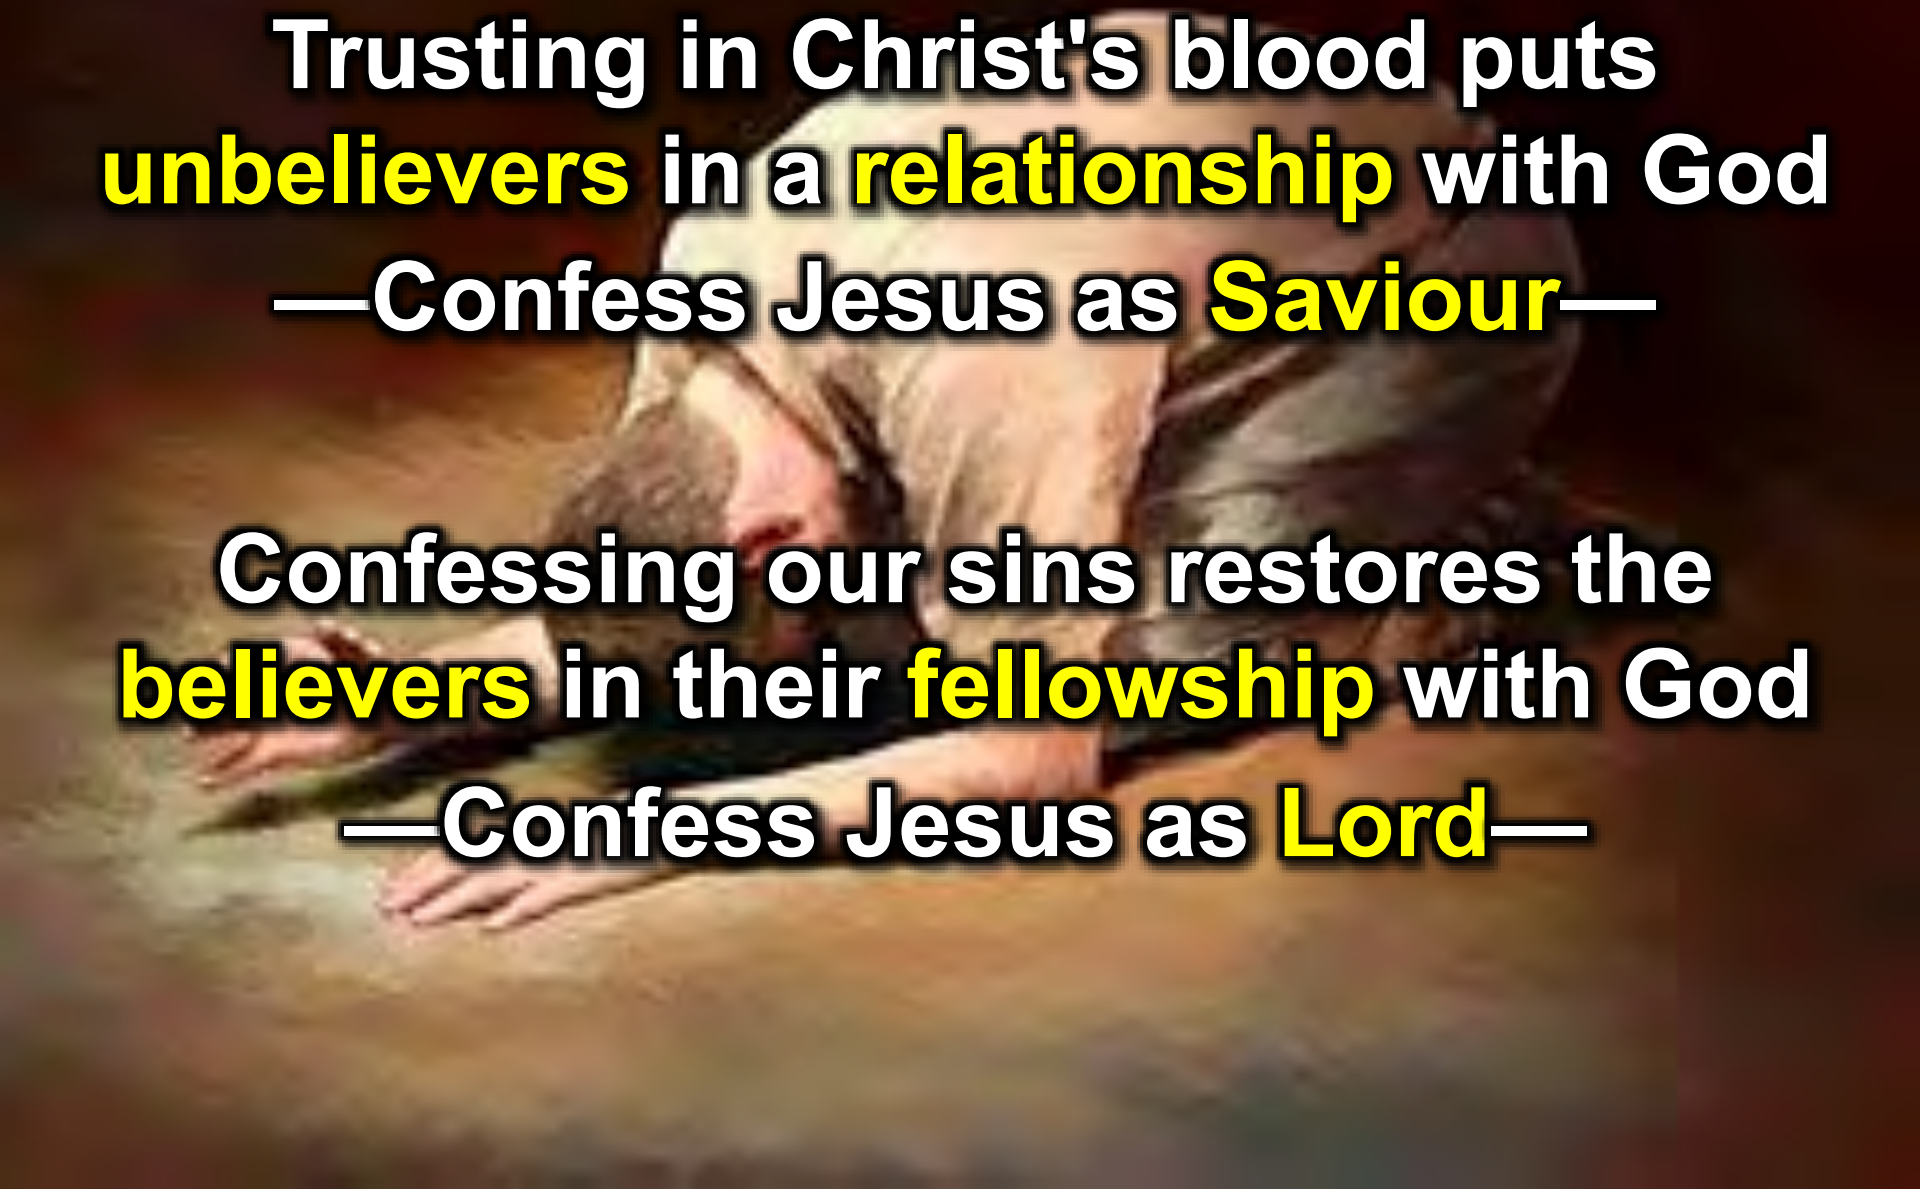 Trusting in Christ's blood puts
unbelievers in a relationship with God
—Confess Jesus as Saviour—
Confessing our sins restores the
believers in their fellowship with God
—Confess Jesus as Lord—